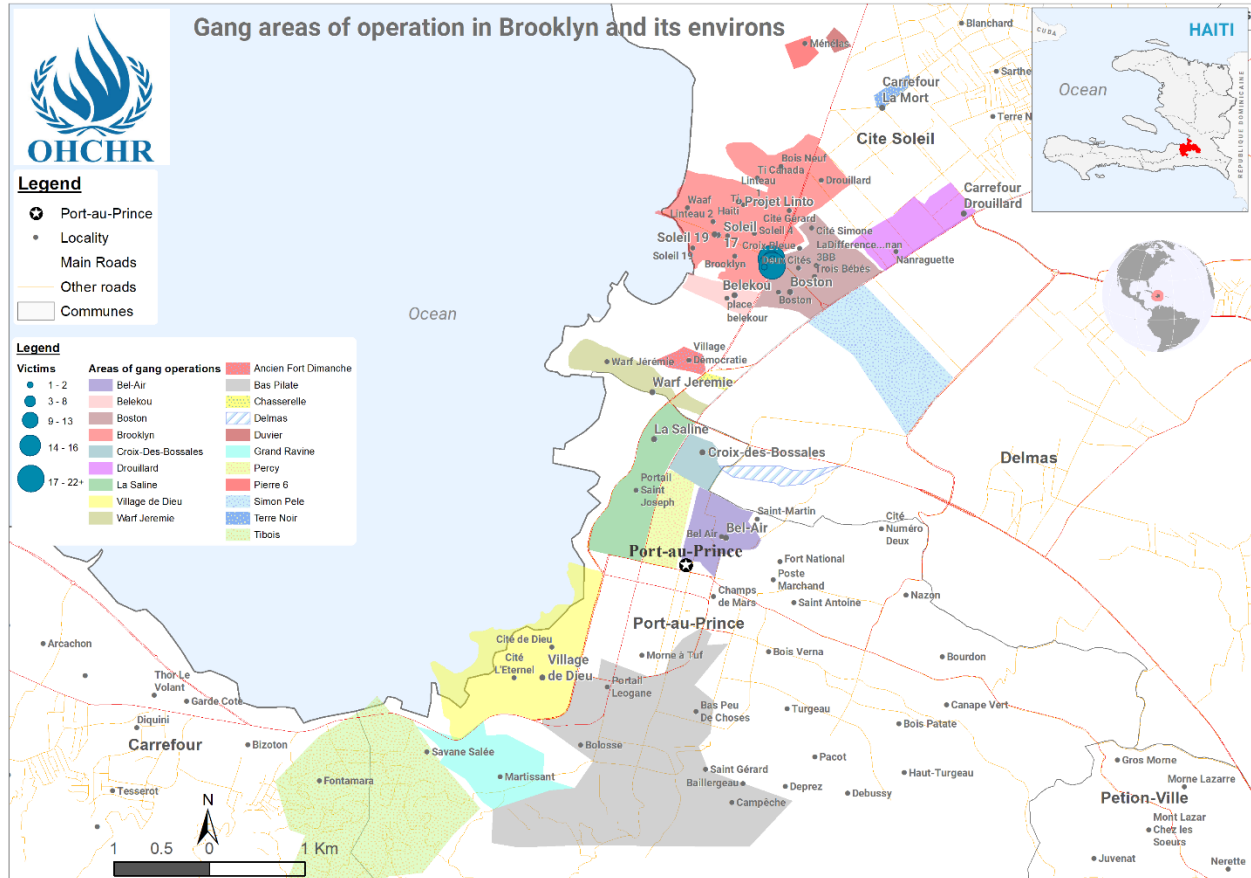 Gang areas of operation in Brooklyn and its environs
OHCHR
Legend
Port-au-Prince
Locality
Main Roads
Other roads
Communes
Legend
Victims
1 - 2
3 - 8
9 - 13
14 - 16
17 - 22+
Areas of gang operations
Bel-Air
Belekou
Boston
Brooklyn
Croix-Des-Bossales
Drouillard
La Saline
Village de Dieu
Warf Jeremie
Ancien Fort Dimanche
Bas Pilate
Chasserelle
Delmas
Duvier
Grand Ravine
Percy
Pierre 6
Simon Pele
Terre Noir
Tibois
HAITI
CUBA
Ocean
REPUBLIQUE DOMINICAINE
Blanchard
Ménélas
Sarthe
Carrefour
La Mort
Terre N
Cite Soleil
Bois Neuf
Ti Canada
Linteau
1
Drouillard
Waaf
Ti
Haiti
Projet Linto
Linteau 2
Cité Gérard
Carrefour
Drouillard
Soleil 19
Soleil
17
Soleil 4
Cité Simone
Soleil 19
Croix Bleue
LaDifference...nan
3BB
Brooklyn
Deux Cités
Trois Bébés
Nanraguette
Belekou
place
belekour
Boston
Boston
Ocean
Village
Démocratie
Warf Jérémie
Warf Jeremie
La Saline
Croix-des-Bossales
Delmas
Portail
Saint
Joseph
Saint-Martin
Bel Air
Bel-Air
Cité
Numéro
Deux
Port-au-Prince
Fort National
Poste
Marchand
Champs
de Mars
Saint Antoine
Nazon
Port-au-Prince
Cité de Dieu
Cité
L'Eternel
Village
de Dieu
Morne à Tuf
Bois Verna
Bourdon
Arcachon
Thor Le
Volant
Garde Cote
Portail
Leogane
Bas Peu
De Choses
Turgeau
Canape Vert
Bois Patate
Diquini
Carrefour
Bizoton
Savane Salée
Bolosse
Pacot
Gros Morne
Fontamara
Martissant
Saint Gérard
Baillergeau
Haut-Turgeau
Morne Lazarre
Tesserot
Deprez
Debussy
Campêche
Petion-Ville
Mont Lazar
Chez les
Soeurs
Juvenat
Nerette
N
1 0.5 0 1 Km